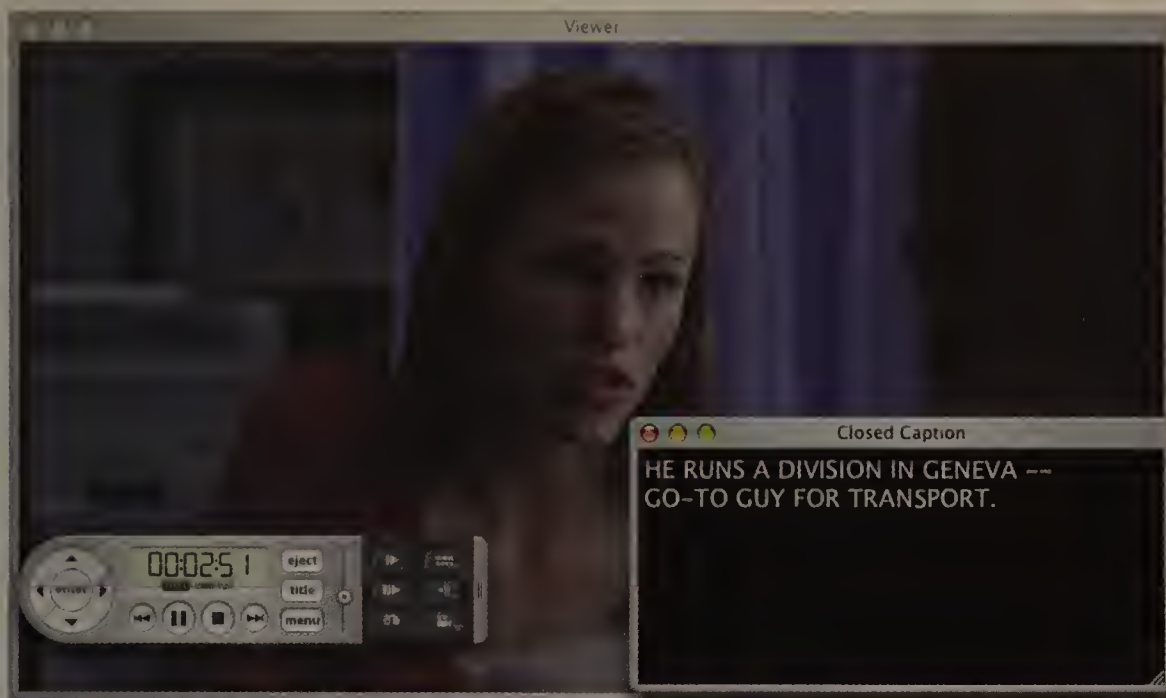 Viewer
Closed Caption
HE RUNS A DIVISION IN GENEVA --
GO-TO GUY FOR TRANSPORT.
00:02:51
eject
enter
title
menu